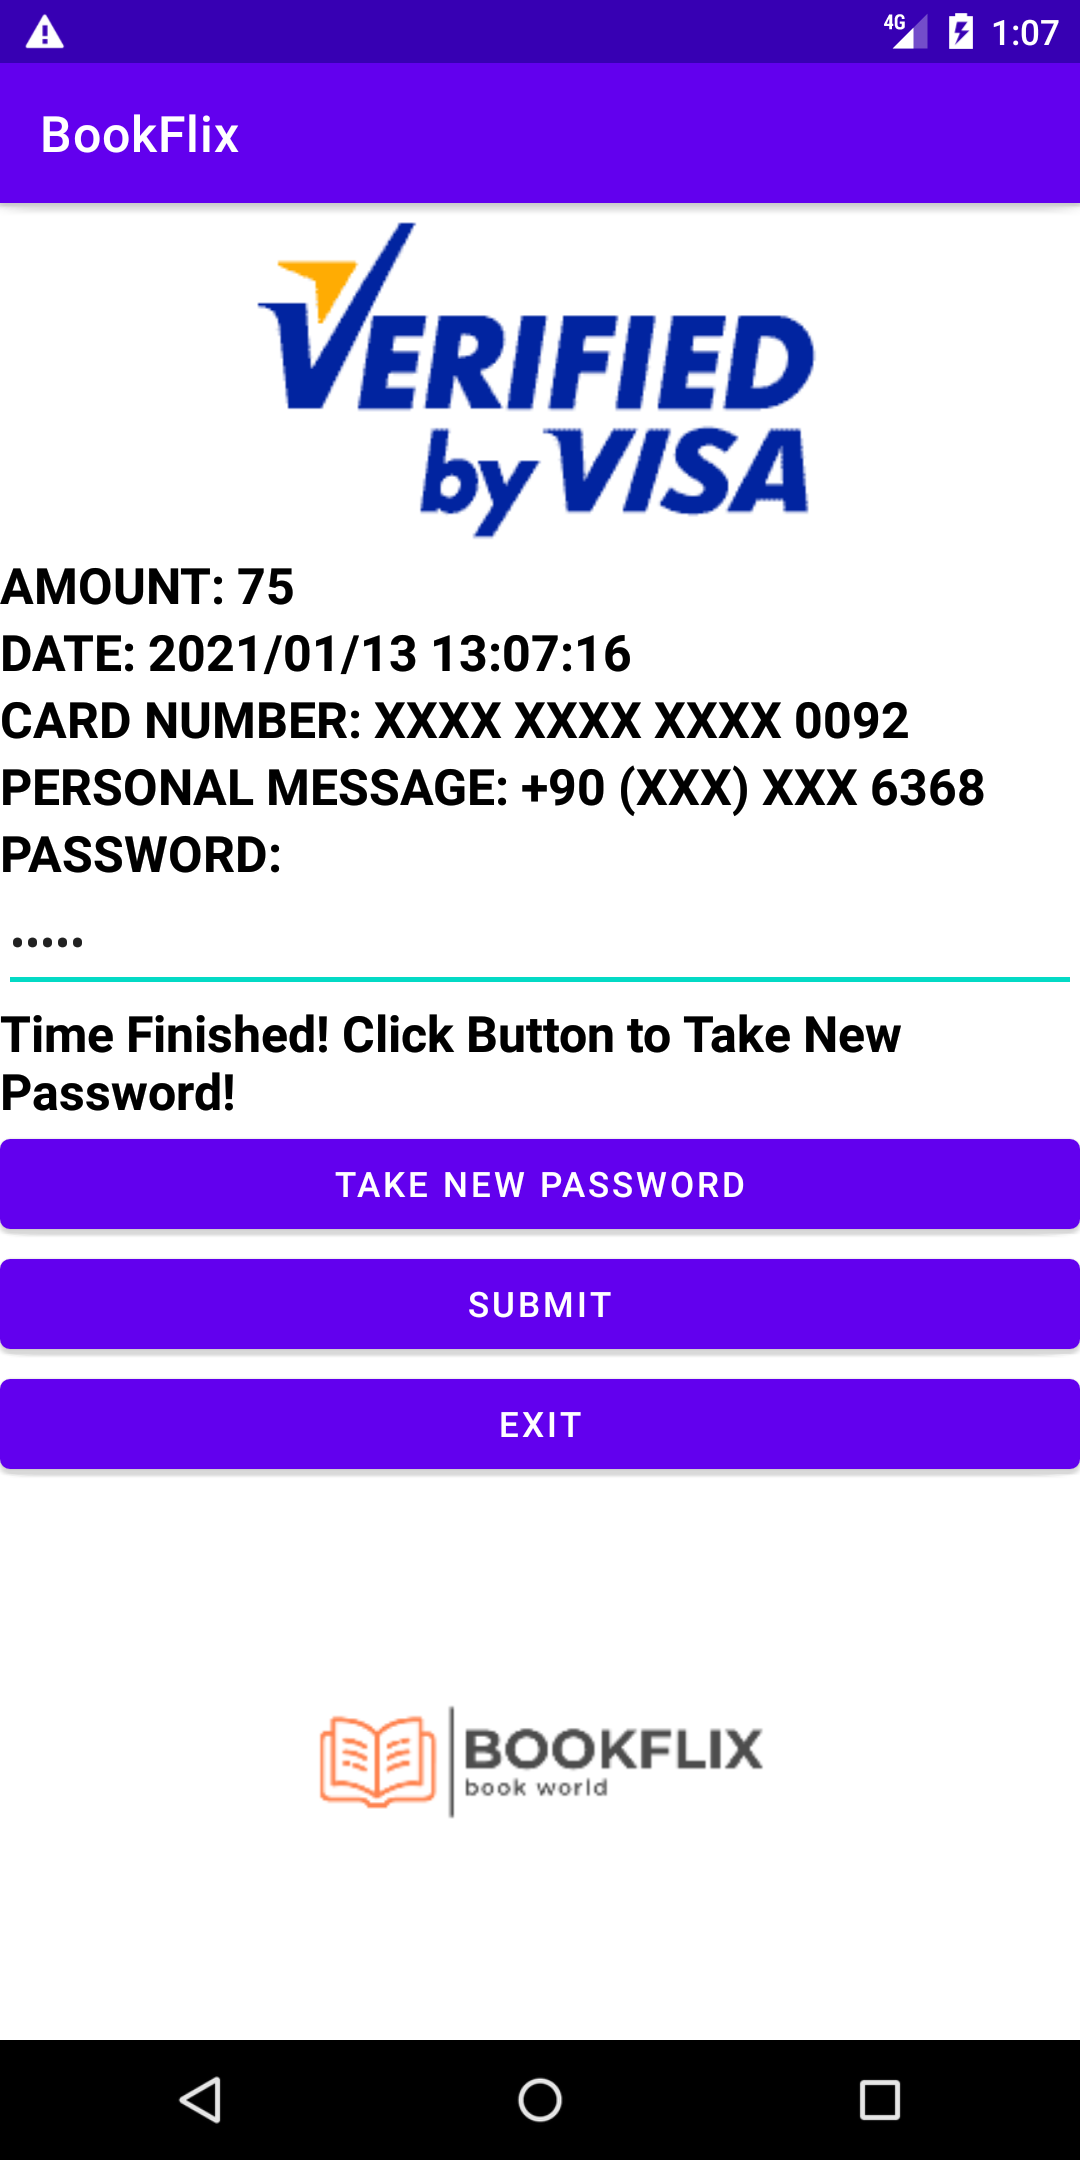 4G 1:07
BookFlix
VERIFIED
by VISA
AMOUNT: 75
DATE: 2021/01/13 13:07:16
CARD NUMBER: XXXX XXXX XXXX 0092
PERSONAL MESSAGE: +90 (XXX) XXX 6368
PASSWORD:
•••••
Time Finished! Click Button to Take New
Password!
TAKE NEW PASSWORD
SUBMIT
EXIT
BOOKFLIX
book world